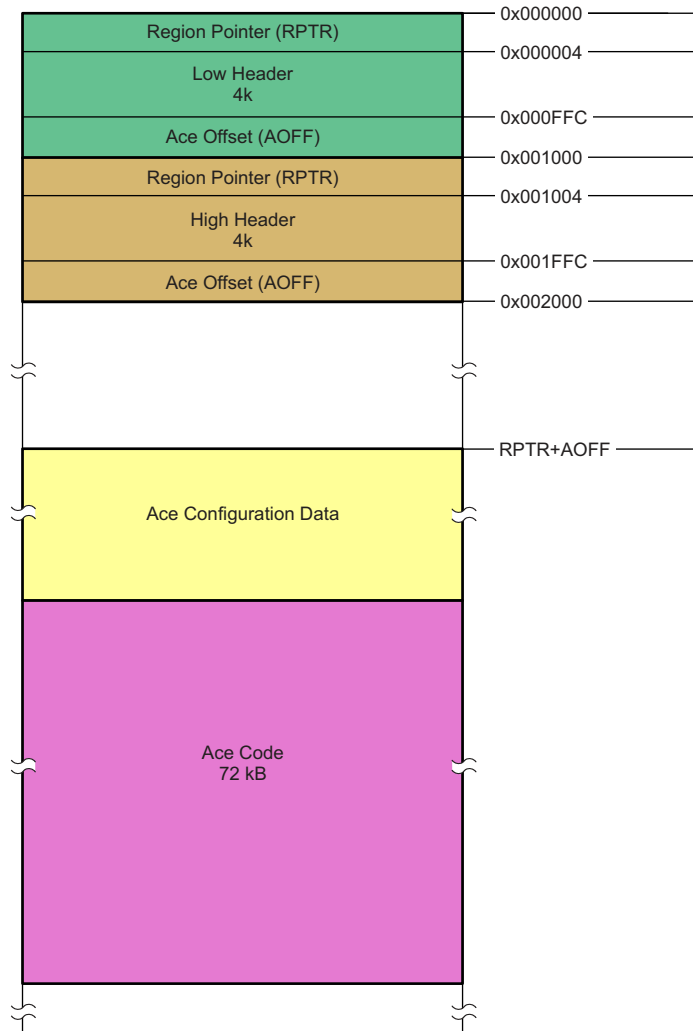 0x000000
Region Pointer (RPTR)
0x000004
Low Header
4k
0x000FFC
Ace Offset (AOFF)
0x001000
Region Pointer (RPTR)
0x001004
High Header
4k
0x001FFC
Ace Offset (AOFF)
0x002000
RPTR+AOFF
Ace Configuration Data
Ace Code
72 kB